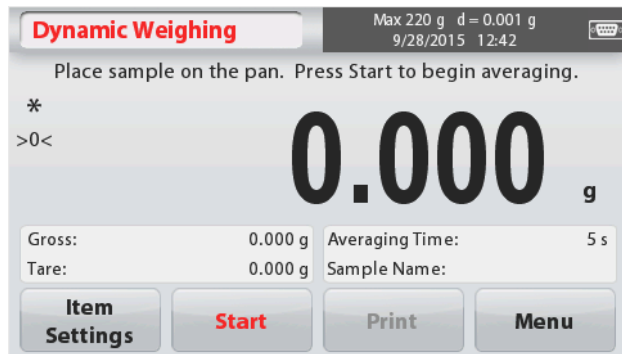 Dynamic Weighing
Max 220 g d = 0.001 g
9/28/2015 12:42
Place sample on the pan. Press Start to begin averaging.
*
>0<
0.000 g
Gross: 0.000 g Averaging Time: 5 s
Tare: 0.000 g Sample Name:
Item
Settings
Start
Print
Menu